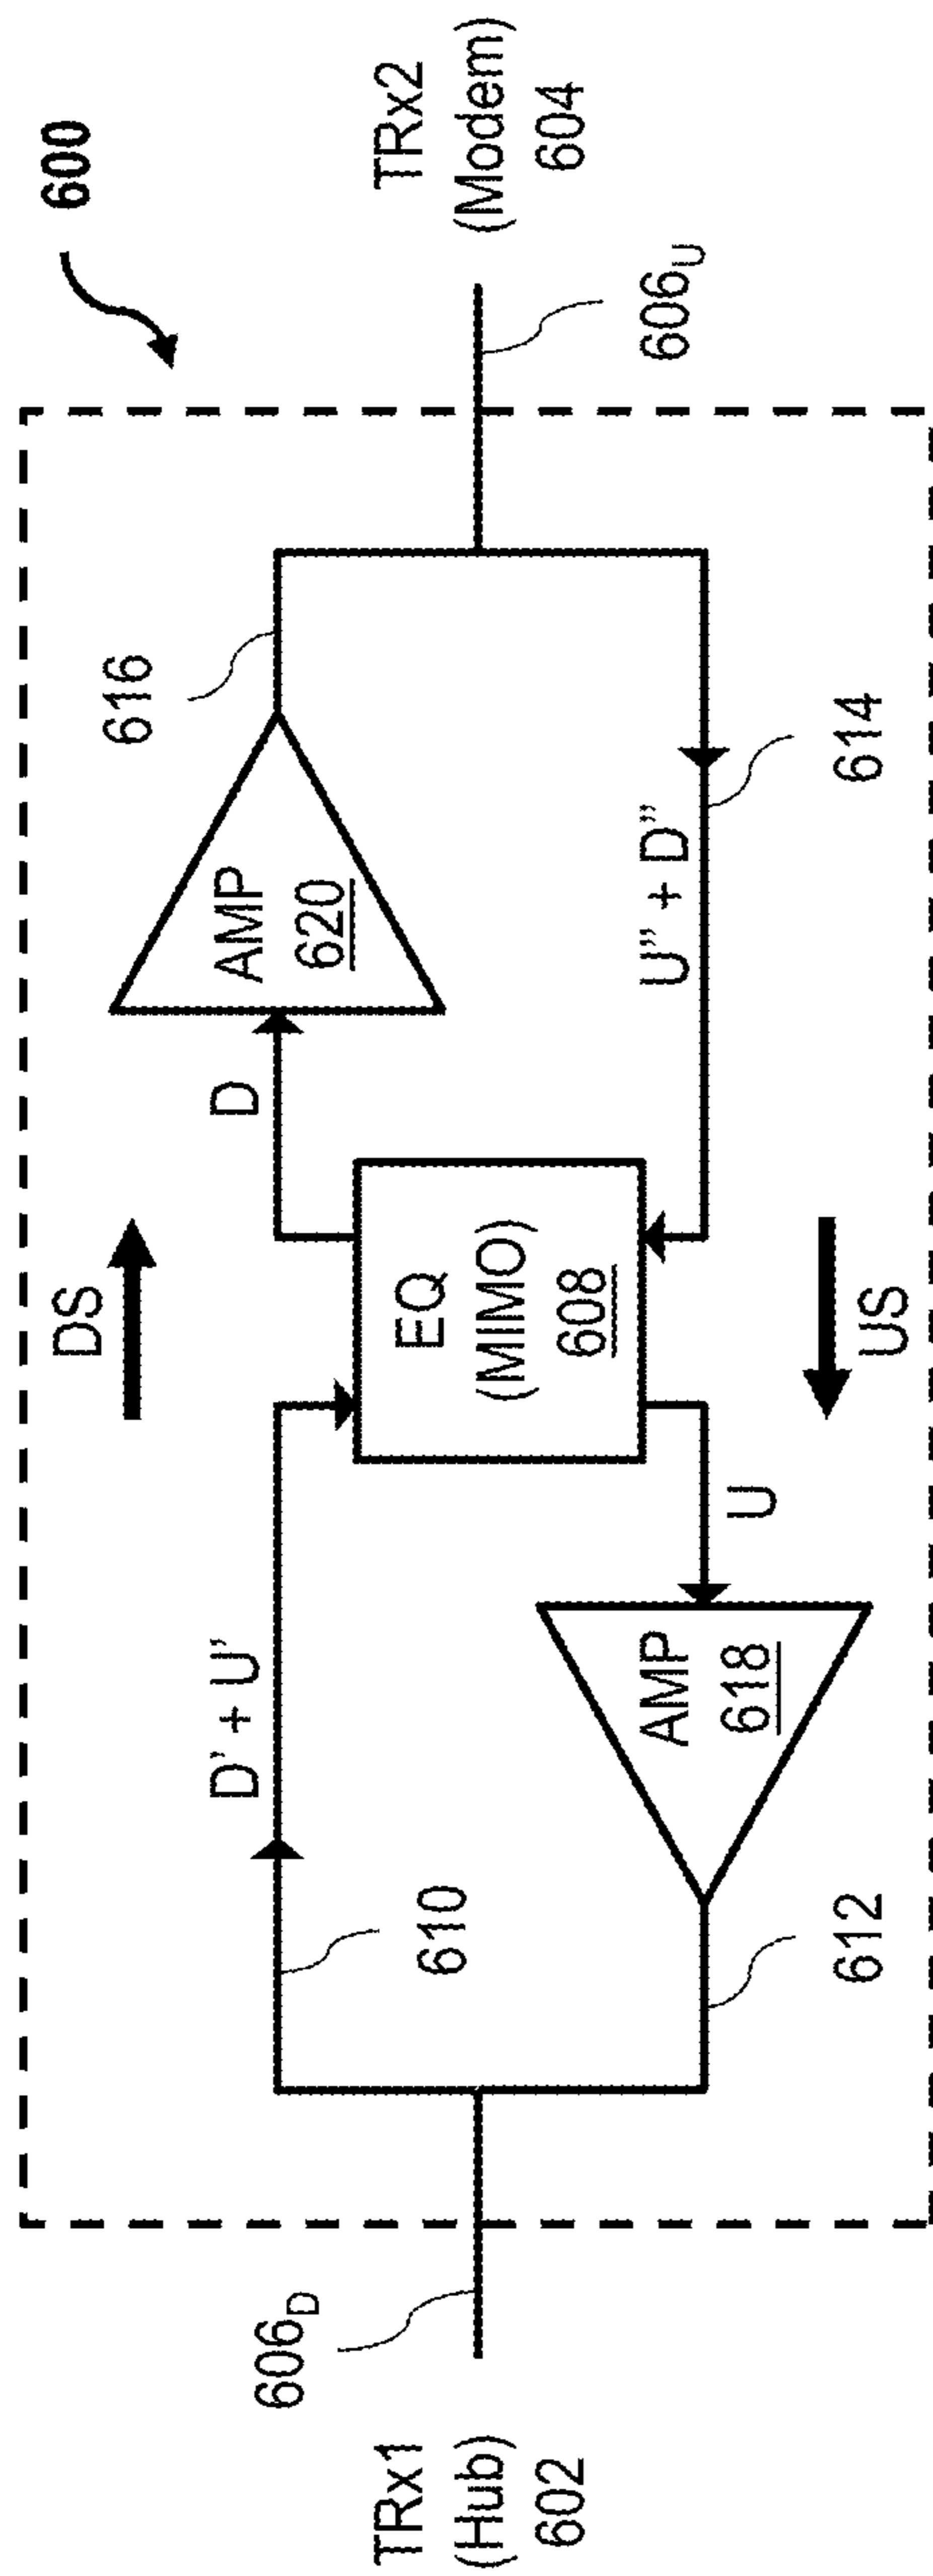 600
TRx1
(Hub)
602
606D
DS
D' + U'
610
EQ
(MIMO)
608
D
AMP
620
616
TRx2
(Modem)
604
606U
U
AMP
618
612
U" + D"
614
US